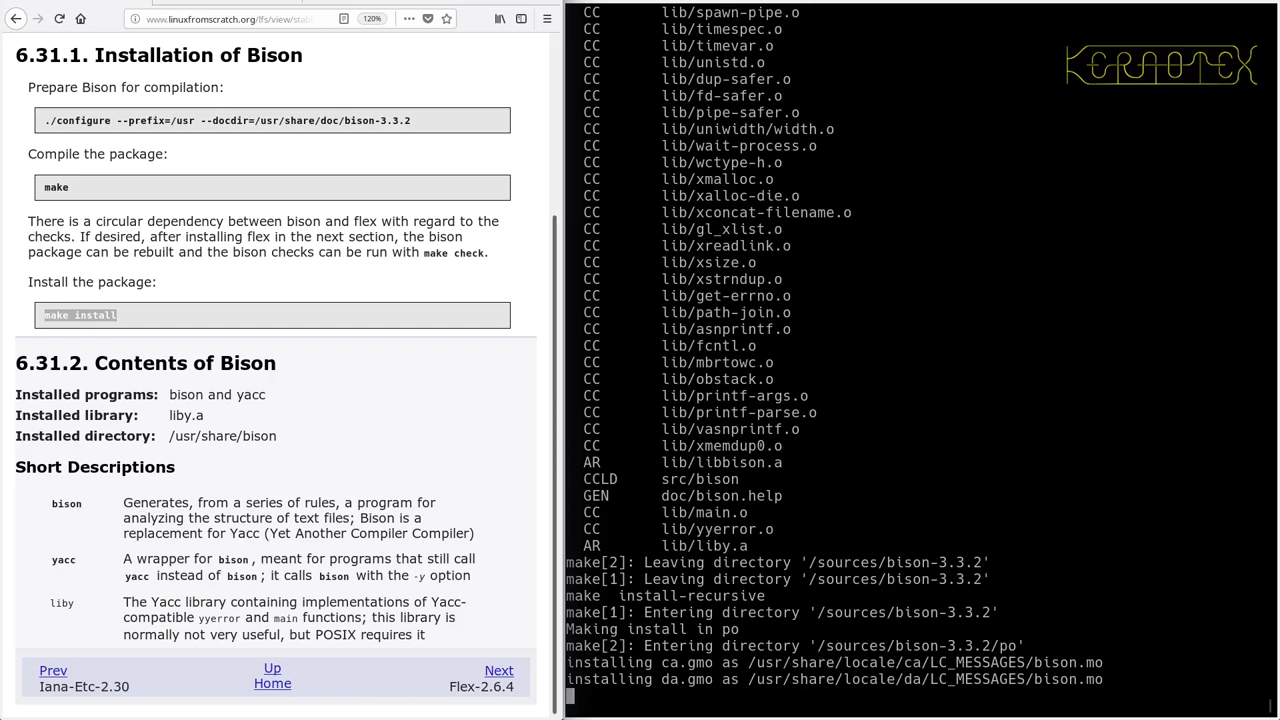 www.linuxfromscratch.org/lfs/view/stab
120%
6.31.1. Installation of Bison
Prepare Bison for compilation:
./configure --prefix=/usr --docdir=/usr/share/doc/bison-3.3.2
Compile the package:
make
There is a circular dependency between bison and flex with regard to the
checks. If desired, after installing flex in the next section, the bison
package can be rebuilt and the bison checks can be run with make check.
Install the package:
make install
6.31.2. Contents of Bison
Installed programs: bison and yacc
Installed library: liby.a
Installed directory: /usr/share/bison
Short Descriptions
bison Generates, from a series of rules, a program for
analyzing the structure of text files; Bison is a
replacement for Yacc (Yet Another Compiler Compiler)
yacc A wrapper for bison, meant for programs that still call
yacc instead of bison; it calls bison with the -y option
liby The Yacc library containing implementations of Yacc-
compatible yyerror and main functions; this library is
normally not very useful, but POSIX requires it
Prev Up Next
Iana-Etc-2.30 Home Flex-2.6.4
CC lib/spawn-pipe.o
CC lib/timespec.o
CC lib/timevar.o
CC lib/unistd.o
CC lib/dup-safer.o
CC lib/fd-safer.o
CC lib/pipe-safer.o
CC lib/uniwidth/width.o
CC lib/wait-process.o
CC lib/wctype-h.o
CC lib/xmalloc.o
CC lib/xalloc-die.o
CC lib/xconcat-filename.o
CC lib/gl_xlist.o
CC lib/xreadlink.o
CC lib/xsize.o
CC lib/xstrndup.o
CC lib/get-errno.o
CC lib/path-join.o
CC lib/asnprintf.o
CC lib/fcntl.o
CC lib/mbrtowc.o
CC lib/obstack.o
CC lib/printf-args.o
CC lib/printf-parse.o
CC lib/vasnprintf.o
CC lib/xmemdup0.o
AR lib/libbison.a
CCLD src/bison
GEN doc/bison.help
CC lib/main.o
CC lib/yyerror.o
AR lib/liby.a
make[2]: Leaving directory '/sources/bison-3.3.2'
make[1]: Leaving directory '/sources/bison-3.3.2'
make  install-recursive
make[1]: Entering directory '/sources/bison-3.3.2'
Making install in po
make[2]: Entering directory '/sources/bison-3.3.2/po'
installing ca.gmo as /usr/share/locale/ca/LC_MESSAGES/bison.mo
installing da.gmo as /usr/share/locale/da/LC_MESSAGES/bison.mo